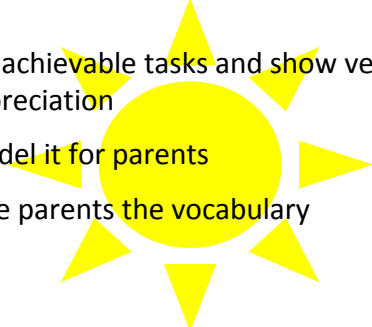 achievable tasks and show ve
preciation
del it for parents
e parents the vocabulary